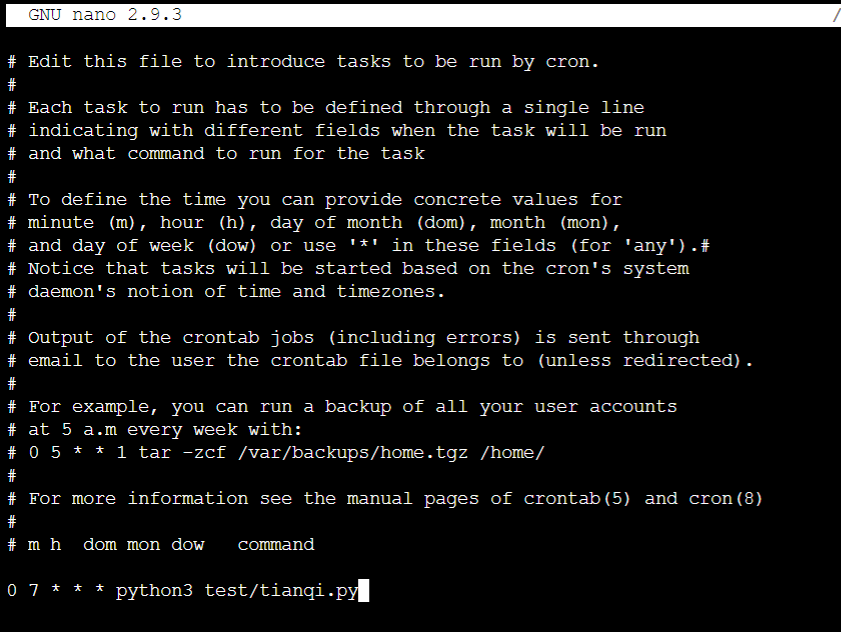 GNU nano 2.9.3 /
# Edit this file to introduce tasks to be run by cron.
#
# Each task to run has to be defined through a single line
# indicating with different fields when the task will be run
# and what command to run for the task
#
# To define the time you can provide concrete values for
# minute (m), hour (h), day of month (dom), month (mon),
# and day of week (dow) or use '*' in these fields (for 'any').#
# Notice that tasks will be started based on the cron's system
# daemon's notion of time and timezones.
#
# Output of the crontab jobs (including errors) is sent through
# email to the user the crontab file belongs to (unless redirected).
#
# For example, you can run a backup of all your user accounts
# at 5 a.m every week with:
# 0 5 * * 1 tar -zcf /var/backups/home.tgz /home/
#
# For more information see the manual pages of crontab(5) and cron(8)
#
# m h  dom mon dow   command
0 7 * * * python3 test/tianqi.py